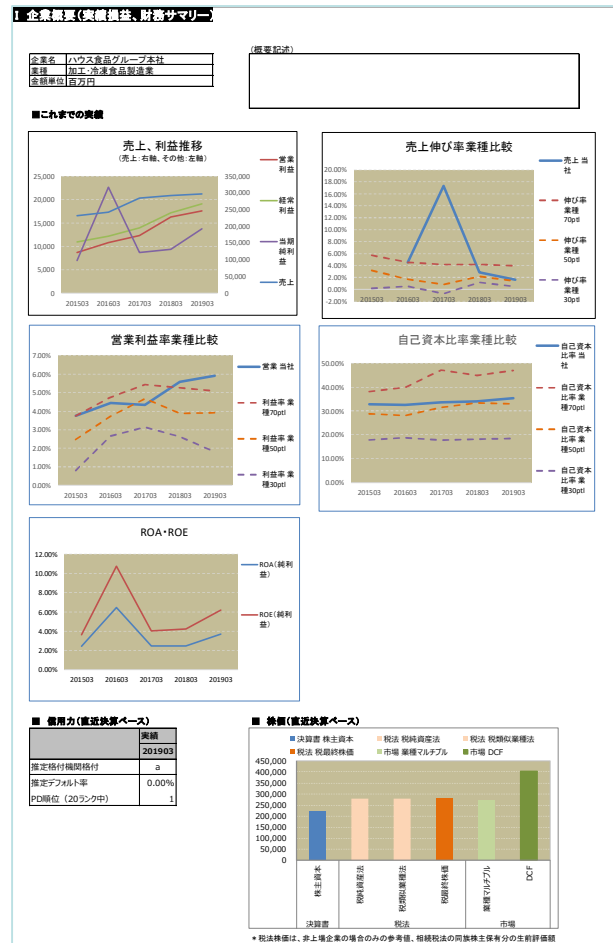 Ⅰ 企業概要(実績損益、財務サマリー)
(概要記述)
企業名 ハウス食品グループ本社
業種 加工・冷凍食品製造業
金額単位 百万円
■これまでの実績
売上、利益推移
(売上:右軸、その他:左軸)
25,000
20,000
15,000
10,000
5,000
0
350,000
300,000
250,000
200,000
150,000
100,000
50,000
0
201503 201603 201703 201803 201903
営業利益
経常利益
当期純利益
売上
売上伸び率業種比較
20.00%
18.00%
16.00%
14.00%
12.00%
10.00%
8.00%
6.00%
4.00%
2.00%
0.00%
-2.00%
201503 201603 201703 201803 201903
売上 当社
伸び率 業種 70ptl
伸び率 業種 50ptl
伸び率 業種 30ptl
営業利益率業種比較
7.00%
6.00%
5.00%
4.00%
3.00%
2.00%
1.00%
0.00%
201503 201603 201703 201803 201903
営業 当社
利益率 業種70ptl
利益率 業種50ptl
利益率 業種30ptl
自己資本比率業種比較
50.00%
40.00%
30.00%
20.00%
10.00%
0.00%
201503 201603 201703 201803 201903
自己資本比率 当社
自己資本比率 業種70ptl
自己資本比率 業種50ptl
自己資本比率 業種30ptl
ROA・ROE
12.00%
10.00%
8.00%
6.00%
4.00%
2.00%
0.00%
201503 201603 201703 201803 201903
ROA(純利益)
ROE(純利益)
■ 信用力(直近決算ベース)
実績
201903
推定格付機関格付 a
推定デフォルト率 0.00%
PD順位（20ランク中） 1
■ 株価(直近決算ベース)
決算書 株主資本 税法 税純資産法 税法 税類似業種法
税法 税最終株価 市場 業種マルチプル 市場 DCF
450,000
400,000
350,000
300,000
250,000
200,000
150,000
100,000
50,000
0
株主資本 税純資産法 税類似業種法 税最終株価 業種マルチプル DCF
決算書 税法 市場
* 税法株価は、非上場企業の場合のみの参考値、相続税法の同族株主保有分の生前評価額